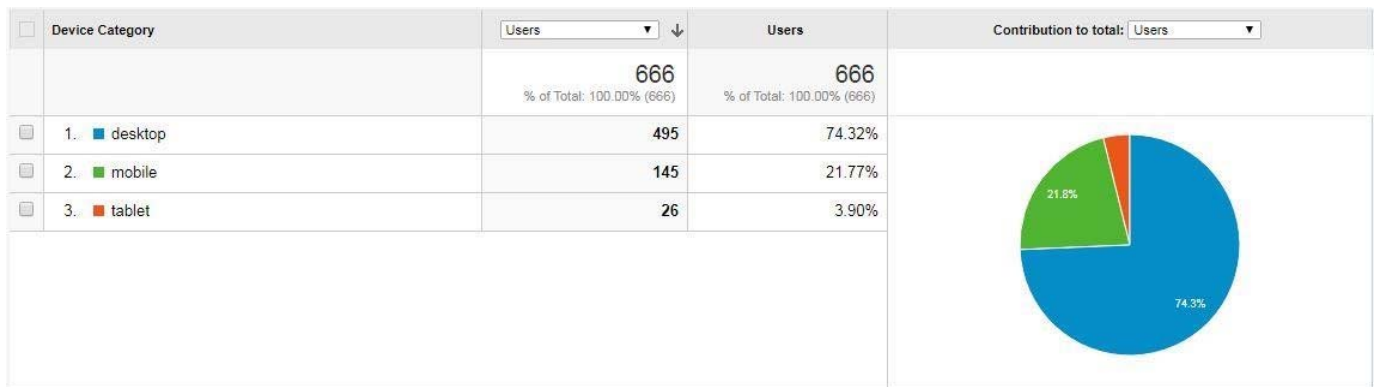 Device Category Users Users Contribution to total: Users
666 666
% of Total: 100.00% (666) % of Total: 100.00% (666)
1. desktop 495 74.32%
2. mobile 145 21.77%
3. tablet 26 3.90%
21.8%
74.3%